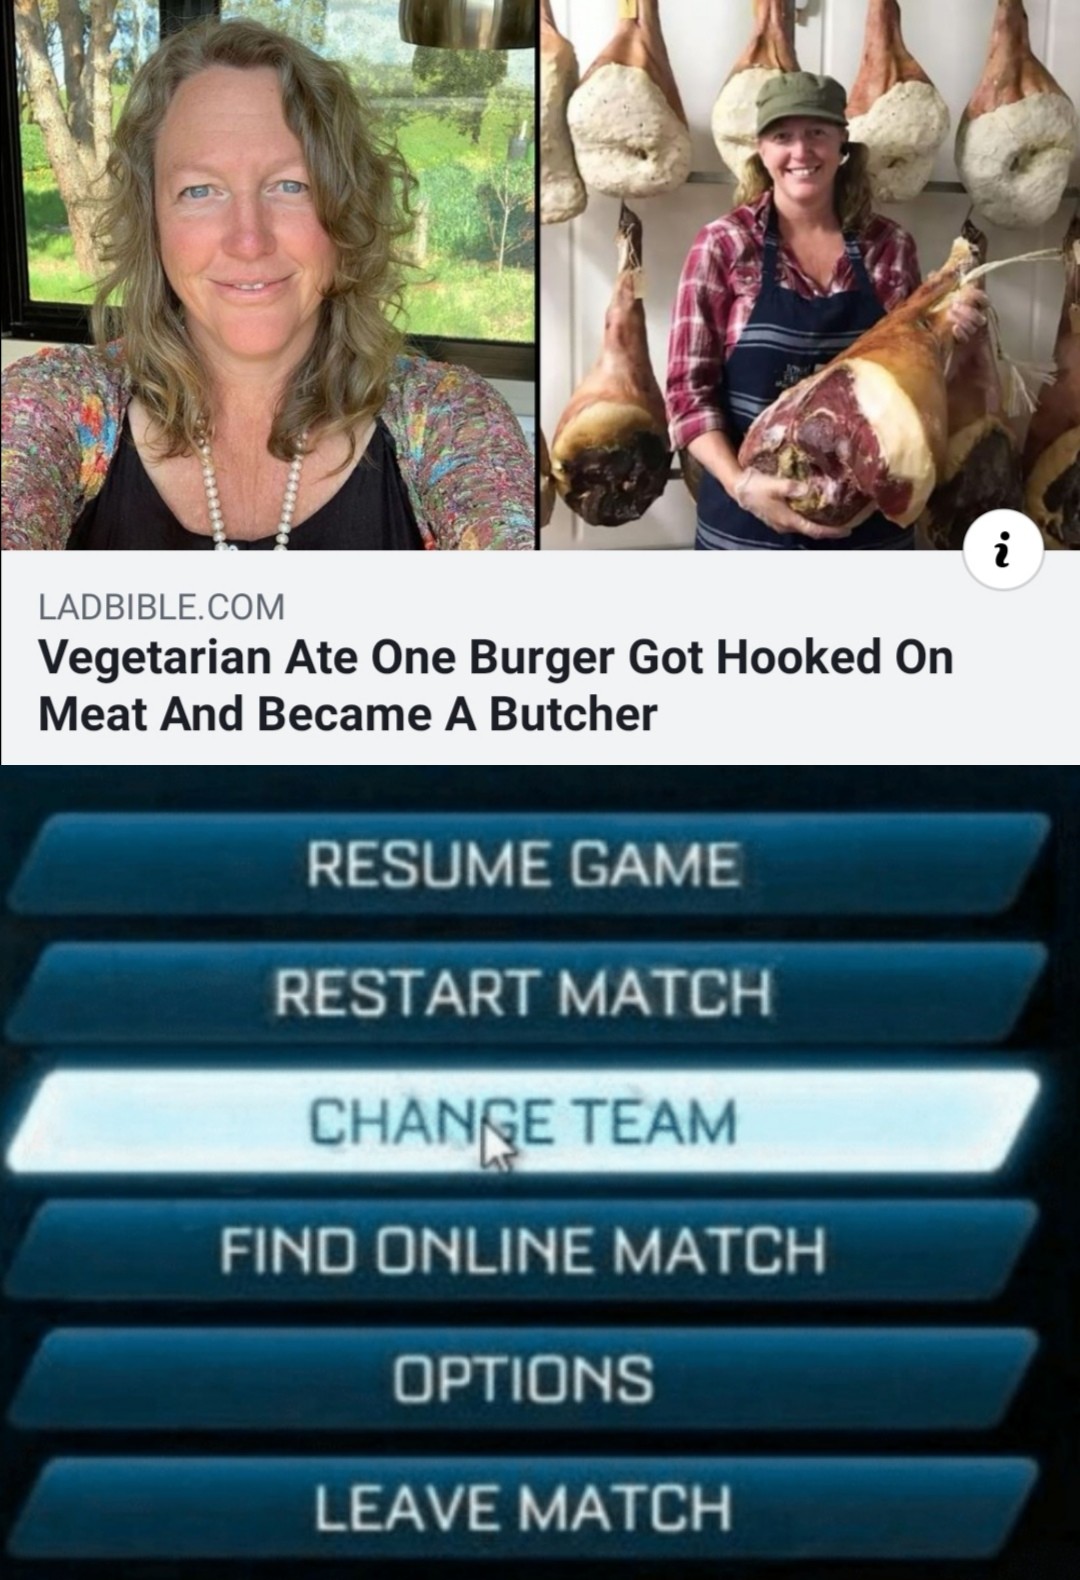 LADBIBLE.COM
Vegetarian Ate One Burger Got Hooked On
Meat And Became A Butcher
RESUME GAME
RESTART MATCH
CHANGE TEAM
FIND ONLINE MATCH
OPTIONS
LEAVE MATCH